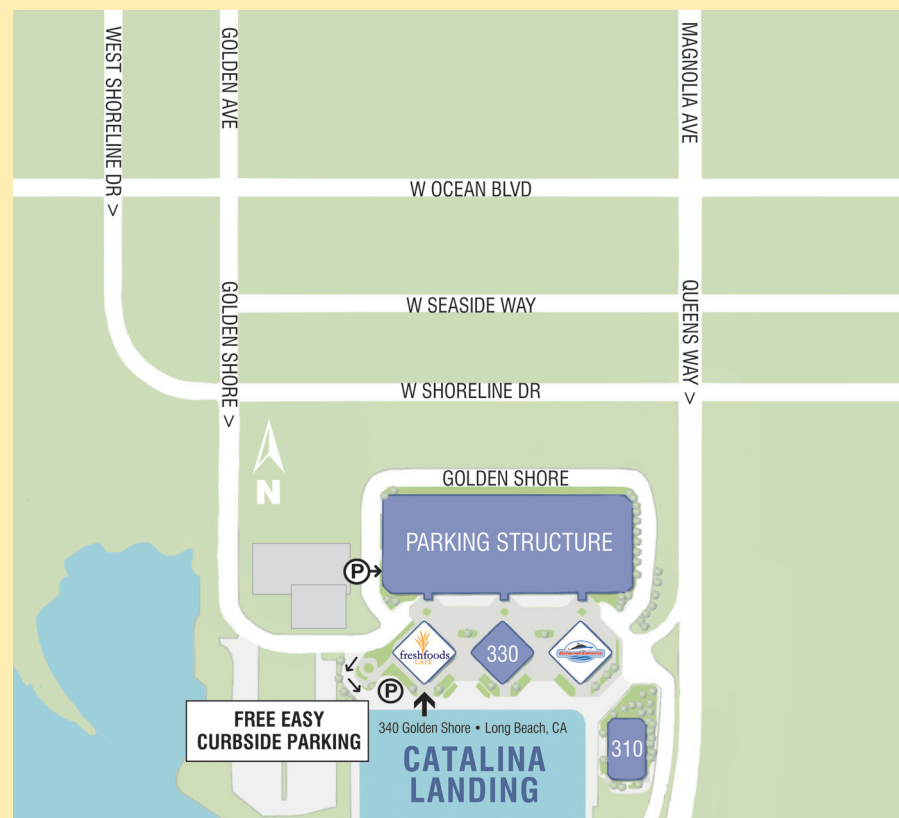 WEST SHORELINE DR >
GOLDEN AVE
MAGNOLIA AVE
W OCEAN BLVD
GOLDEN SHORE >
W SEASIDE WAY
QUEENS WAY >
W SHORELINE DR
N
GOLDEN SHORE
PARKING STRUCTURE
P
freshfoods
CAFE
330
P
FREE EASY
CURBSIDE PARKING
340 Golden Shore • Long Beach, CA
310
CATALINA
LANDING